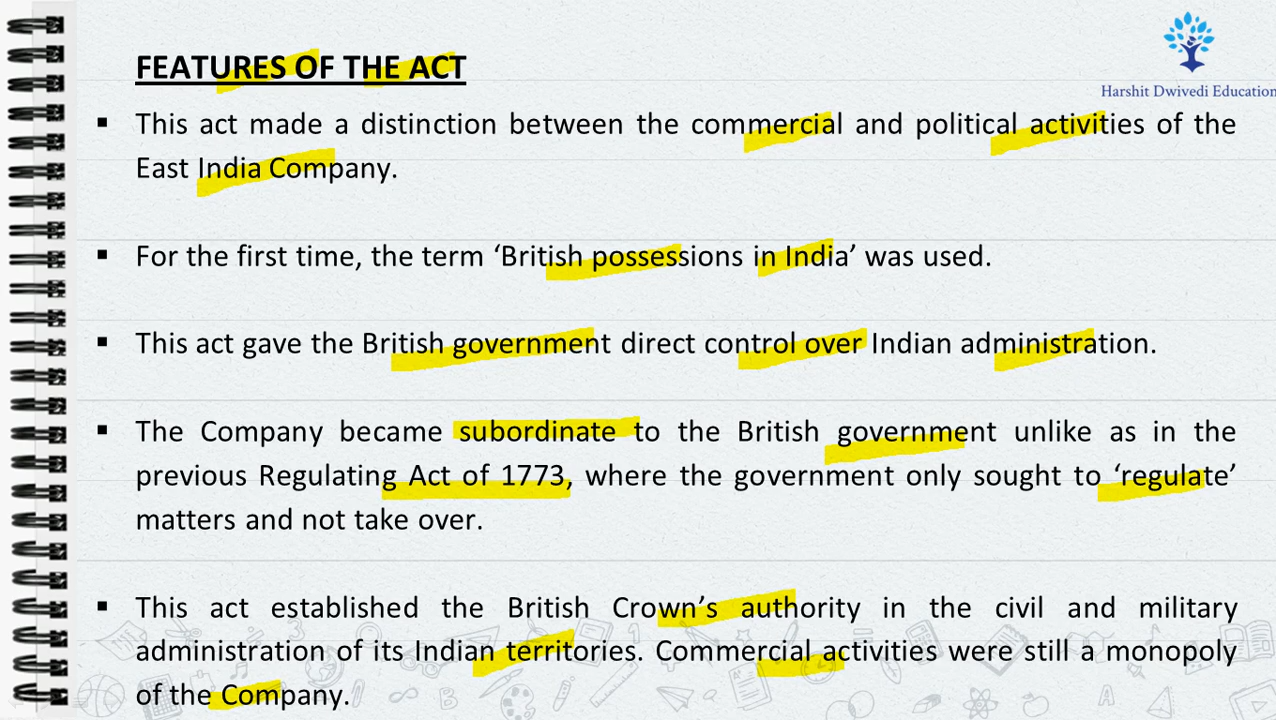 FEATURES OF THE ACT
Harshit Dwivedi Education
▪ This act made a distinction between the commercial and political activities of the
East India Company.
▪ For the first time, the term ‘British possessions in India’ was used.
▪ This act gave the British government direct control over Indian administration.
▪ The Company became subordinate to the British government unlike as in the
previous Regulating Act of 1773, where the government only sought to ‘regulate’
matters and not take over.
▪ This act established the British Crown’s authority in the civil and military
administration of its Indian territories. Commercial activities were still a monopoly
of the Company.